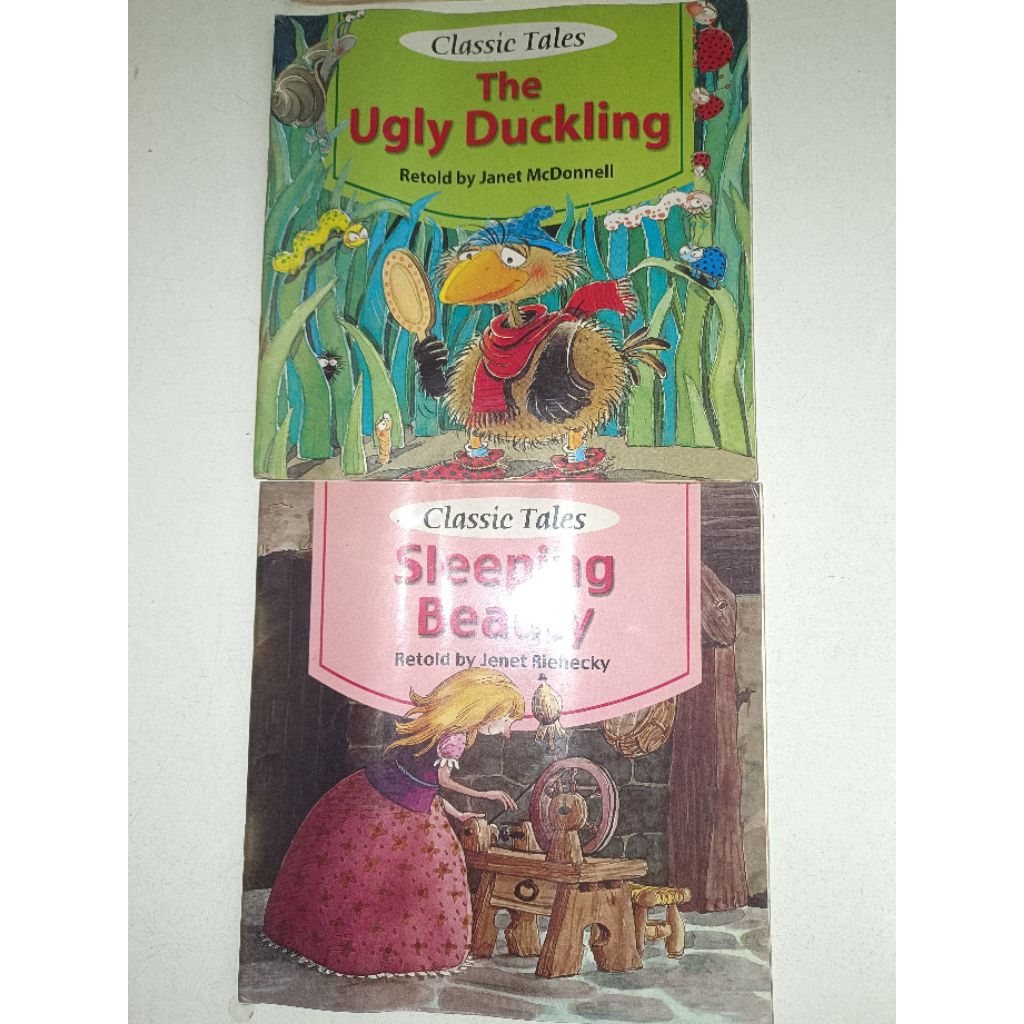 Classic Tales
The
Ugly Duckling
Retold by Janet McDonnell
Classic Tales
Sleeping
Beauty
Retold by Jenet Riehecky